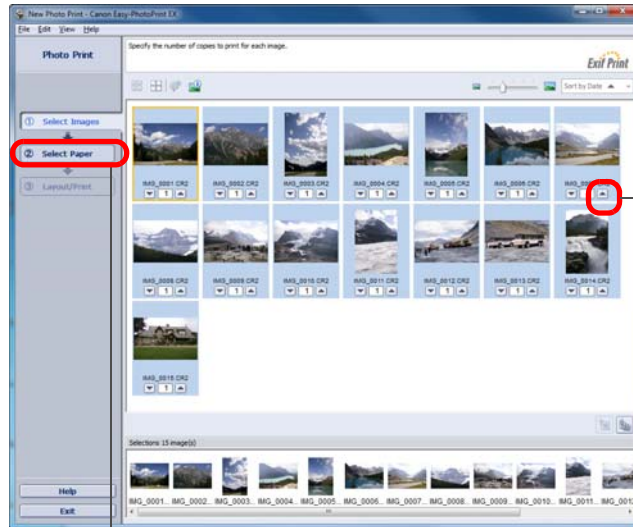 New Photo Print - Canon Easy-PhotoPrint EX
File Edit View Help
Photo Print
Specify the number of copies to print for each image.
Exif Print
Sort by Date
① Select Images
② Select Paper
③ Layout/Print
IMG_0001.CR2 IMG_0002.CR2 IMG_0003.CR2 IMG_0004.CR2 IMG_0005.CR2 IMG_0006.CR2
1 1 1 1 1 1
IMG_0008.CR2 IMG_0009.CR2 IMG_0010.CR2 IMG_0011.CR2 IMG_0012.CR2 IMG_0013.CR2 IMG_0014.CR2
1 1 1 1 1 1 1
IMG_0015.CR2
1
Selections 15 image(s)
IMG_0001... IMG_0002... IMG_0003... IMG_0004... IMG_0005... IMG_0006... IMG_0007... IMG_0008... IMG_0009... IMG_0010... IMG_0011...
Help
Exit